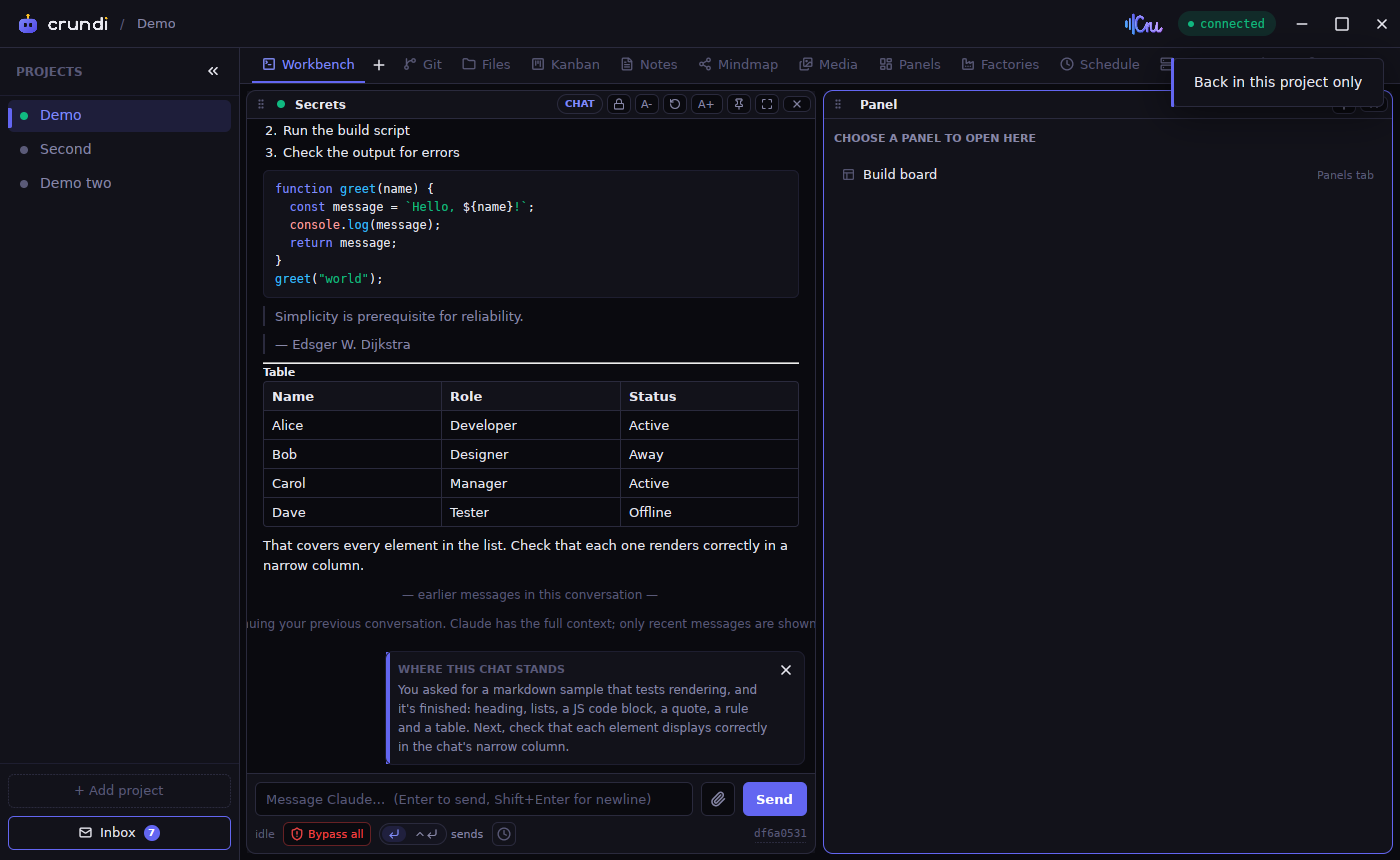 crundi / Demo
Cru
connected
PROJECTS
Demo
Second
Demo two
+ Add project
Inbox 7
Workbench
Git
Files
Kanban
Notes
Mindmap
Media
Panels
Factories
Schedule
Back in this project only
Secrets
CHAT
A-
A+
2. Run the build script
3. Check the output for errors
function greet(name) {
const message = `Hello, ${name}!`;
console.log(message);
return message;
}
greet("world");
Simplicity is prerequisite for reliability.
— Edsger W. Dijkstra
Table
Name Role Status
Alice Developer Active
Bob Designer Away
Carol Manager Active
Dave Tester Offline
That covers every element in the list. Check that each one renders correctly in a
narrow column.
— earlier messages in this conversation —
your previous conversation. Claude has the full context; only recent messages are shown
WHERE THIS CHAT STANDS
You asked for a markdown sample that tests rendering, and
it's finished: heading, lists, a JS code block, a quote, a rule
and a table. Next, check that each element displays correctly
in the chat's narrow column.
Message Claude... (Enter to send, Shift+Enter for newline)
Send
idle
Bypass all
sends
df6a0531
Panel
CHOOSE A PANEL TO OPEN HERE
Build board
Panels tab